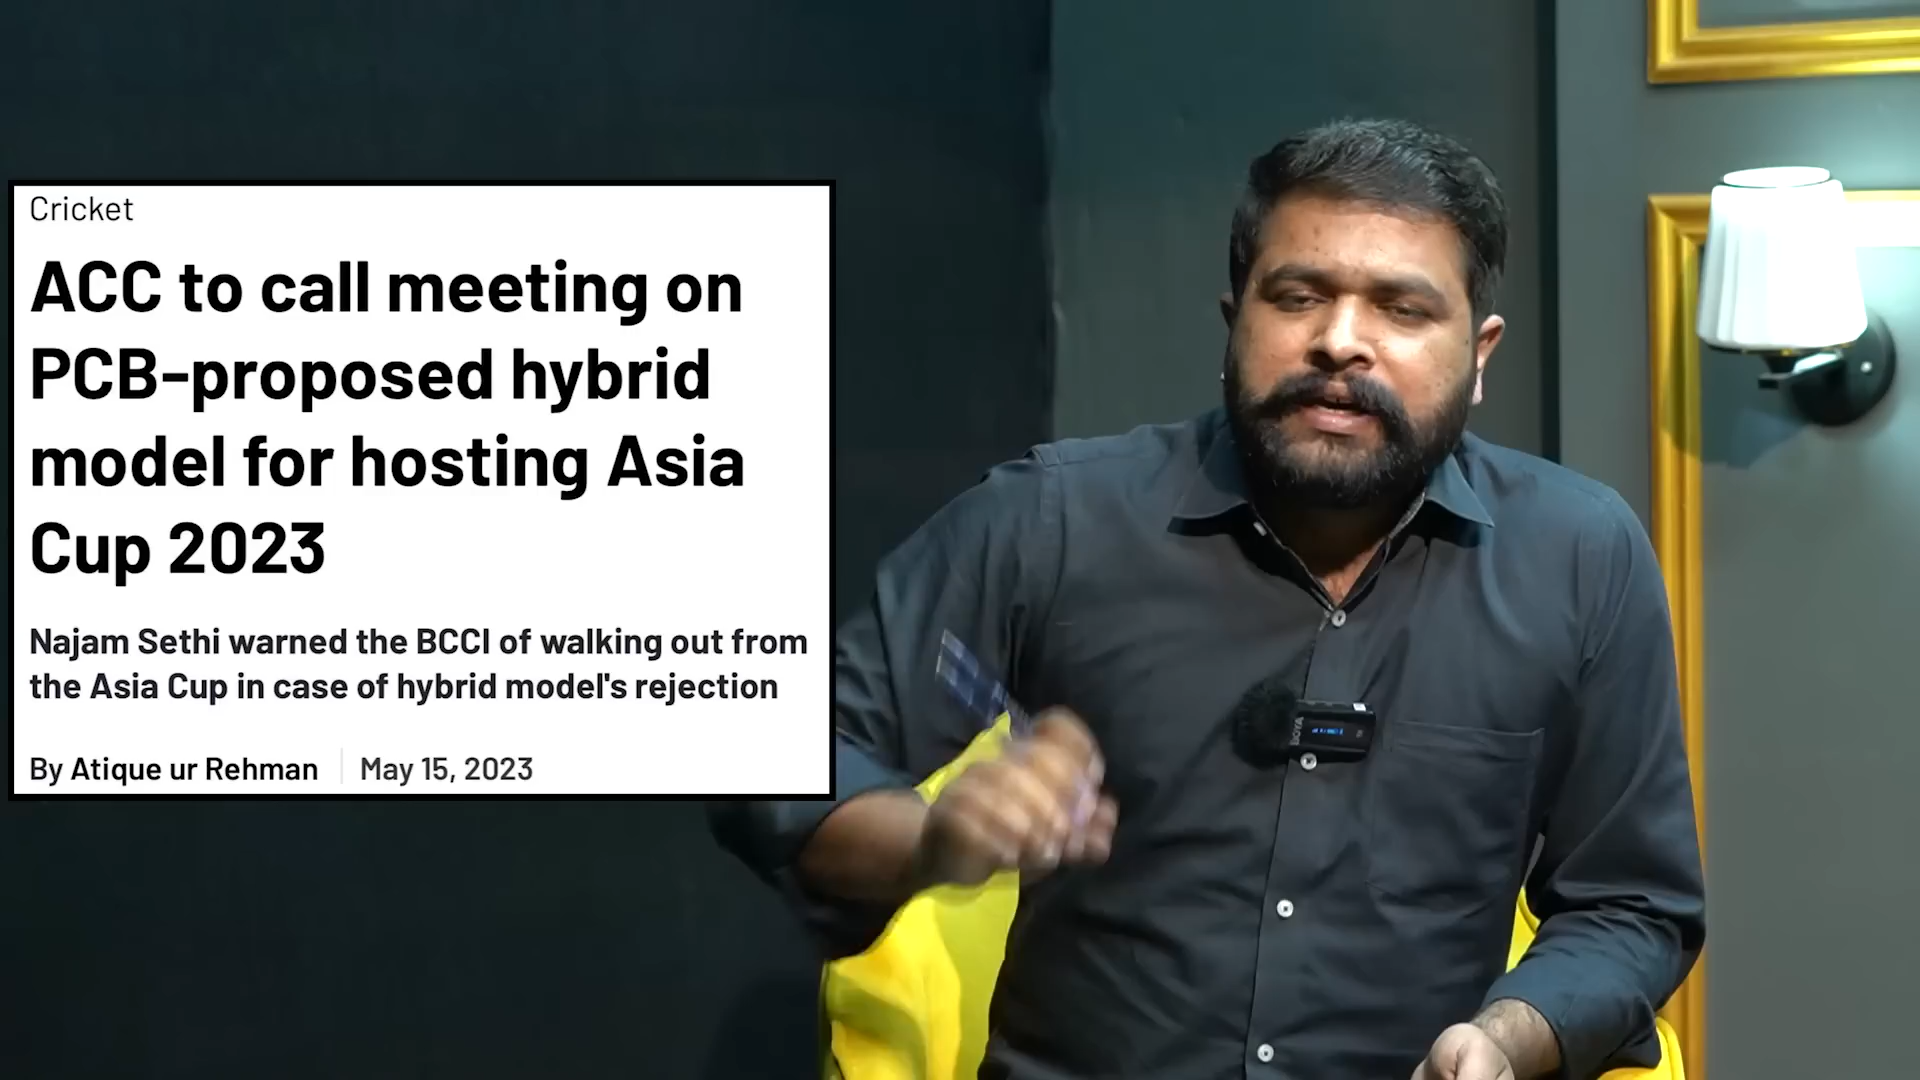 Cricket
ACC to call meeting on
PCB-proposed hybrid
model for hosting Asia
Cup 2023
Najam Sethi warned the BCCI of walking out from
the Asia Cup in case of hybrid model's rejection
By Atique ur Rehman | May 15, 2023
BOYA